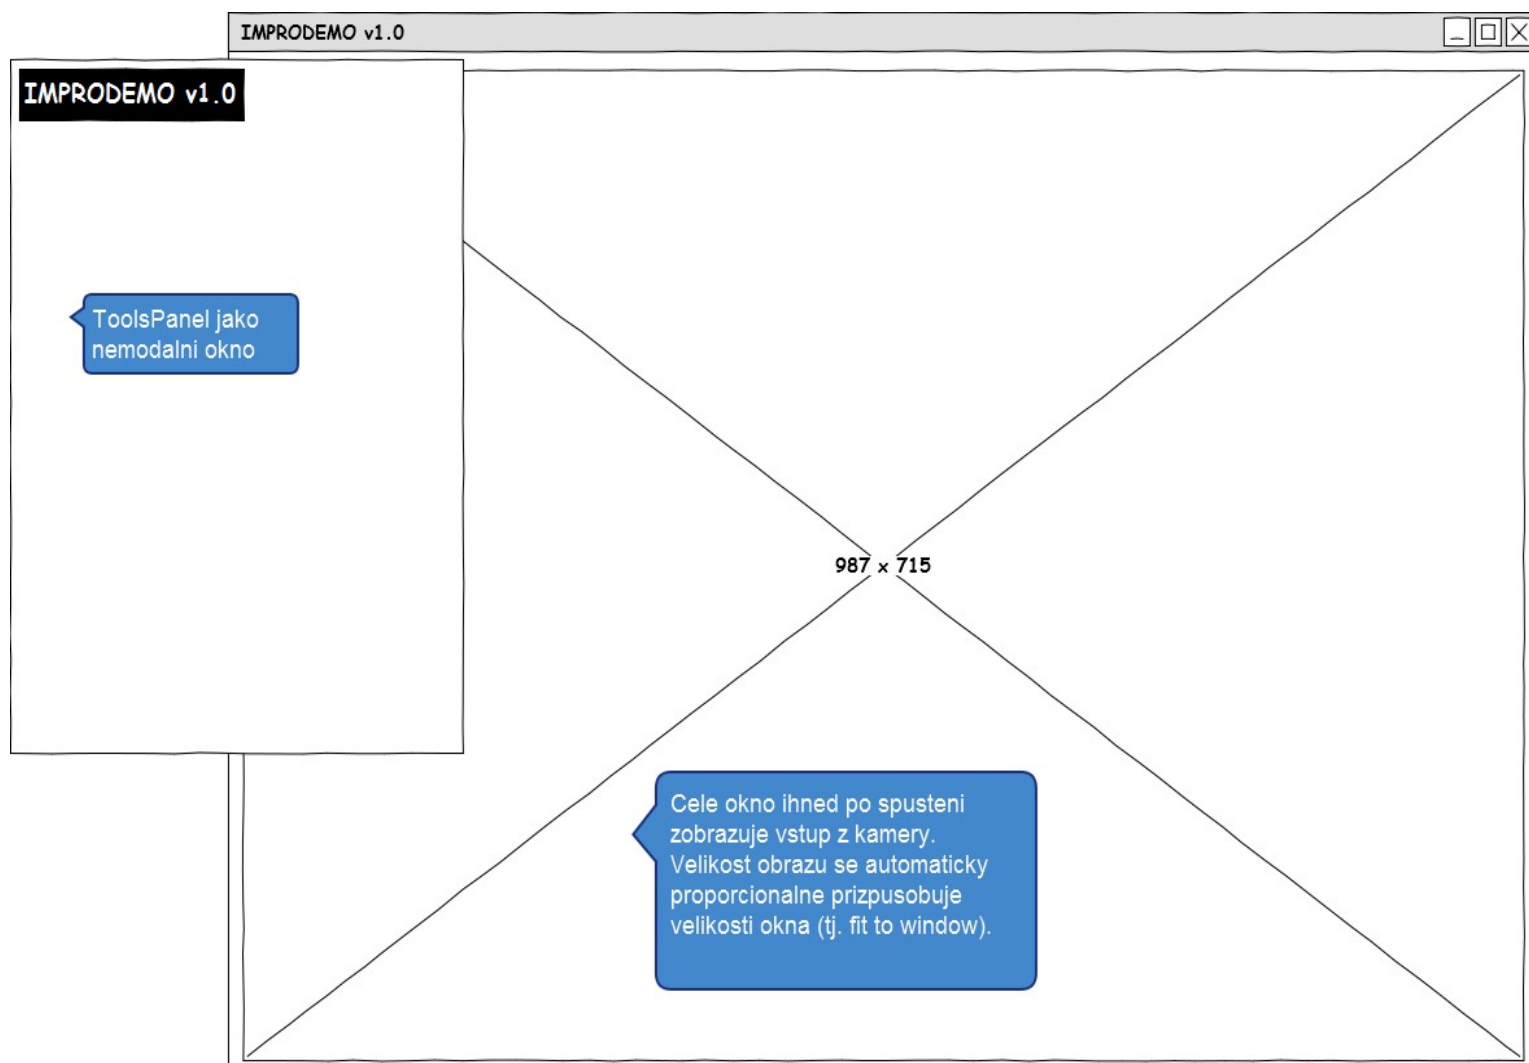 IMPRODEMO v1.0
IMPRODEMO v1.0
ToolsPanel jako
nemodalni okno
987 x 715
Cele okno ihned po spusteni
zobrazuje vstup z kamery.
Velikost obrazu se automaticky
proporcionalne prizpusobuje
velikosti okna (tj. fit to window).